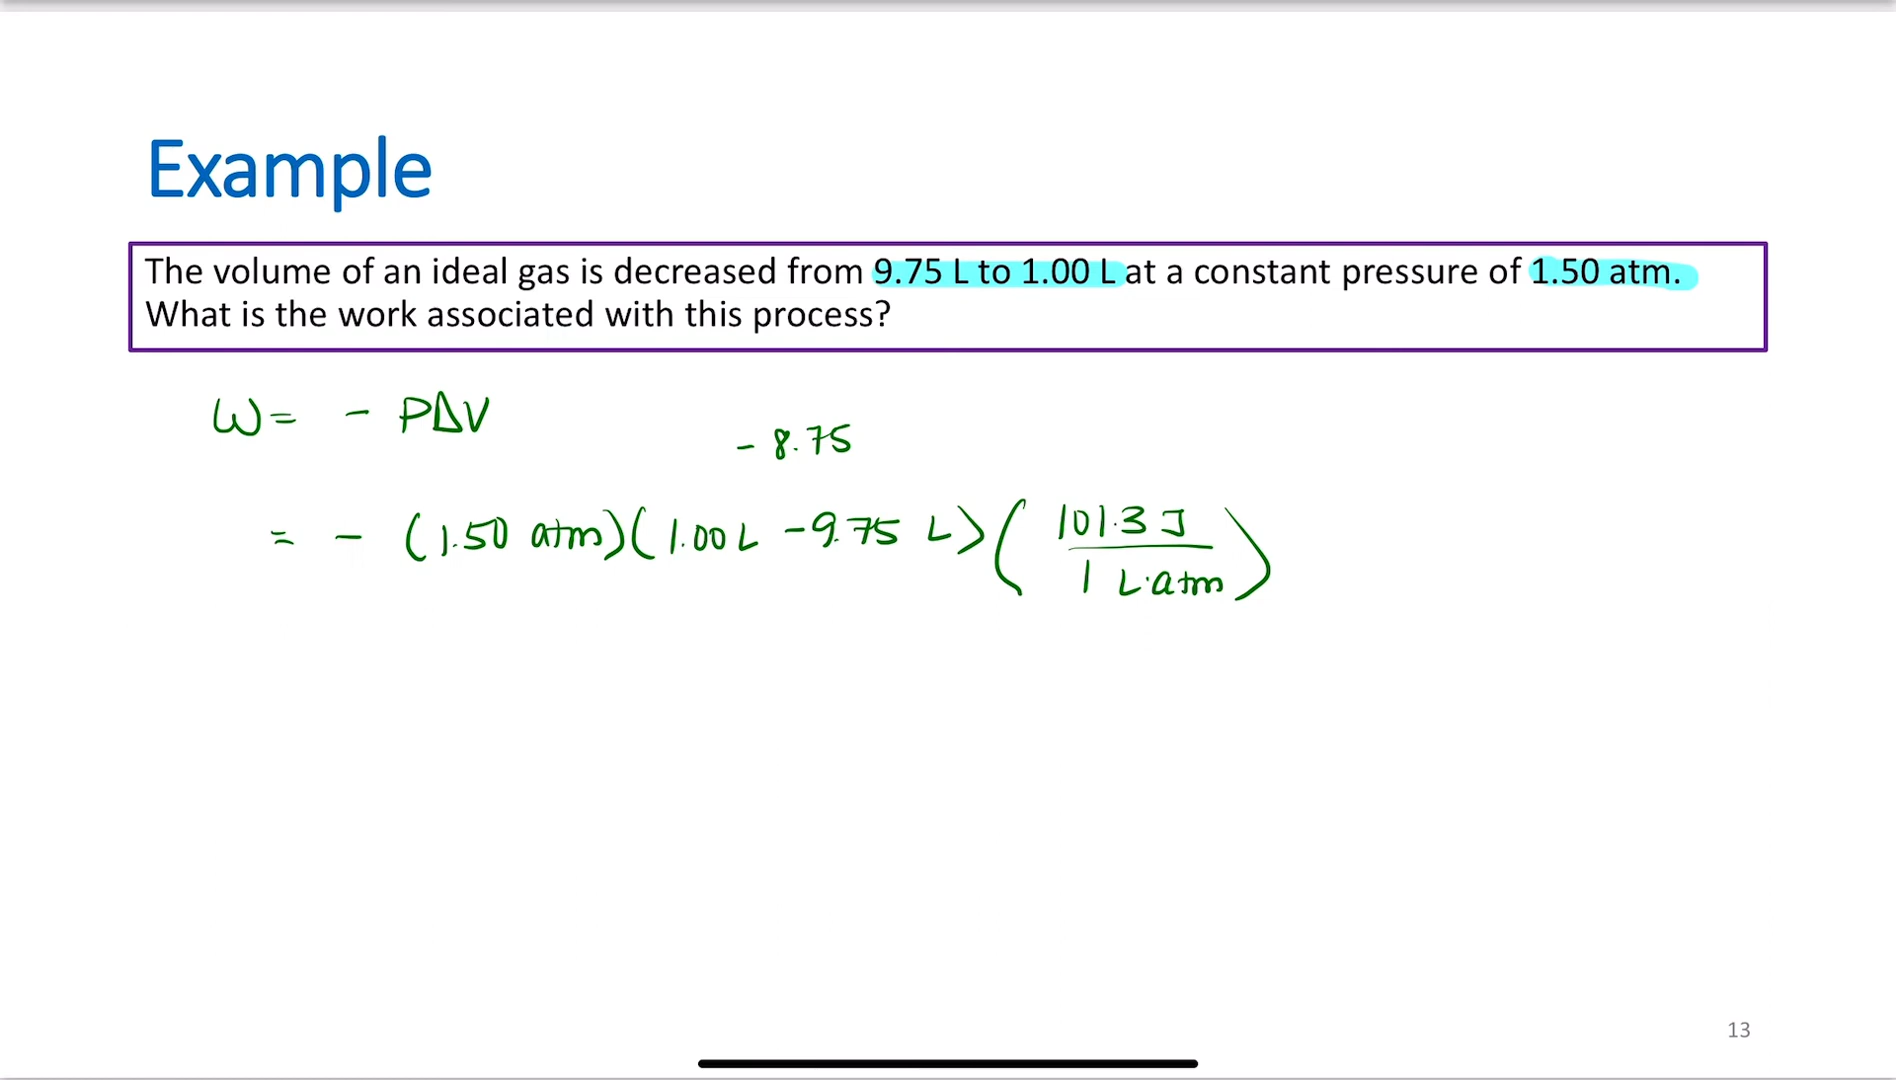 Example
The volume of an ideal gas is decreased from 9.75 L to 1.00 L at a constant pressure of 1.50 atm.
What is the work associated with this process?
W = - PΔV
- 8.75
= - (1.50 atm)(1.00 L - 9.75 L)( 101.3 J / 1 L·atm )
13